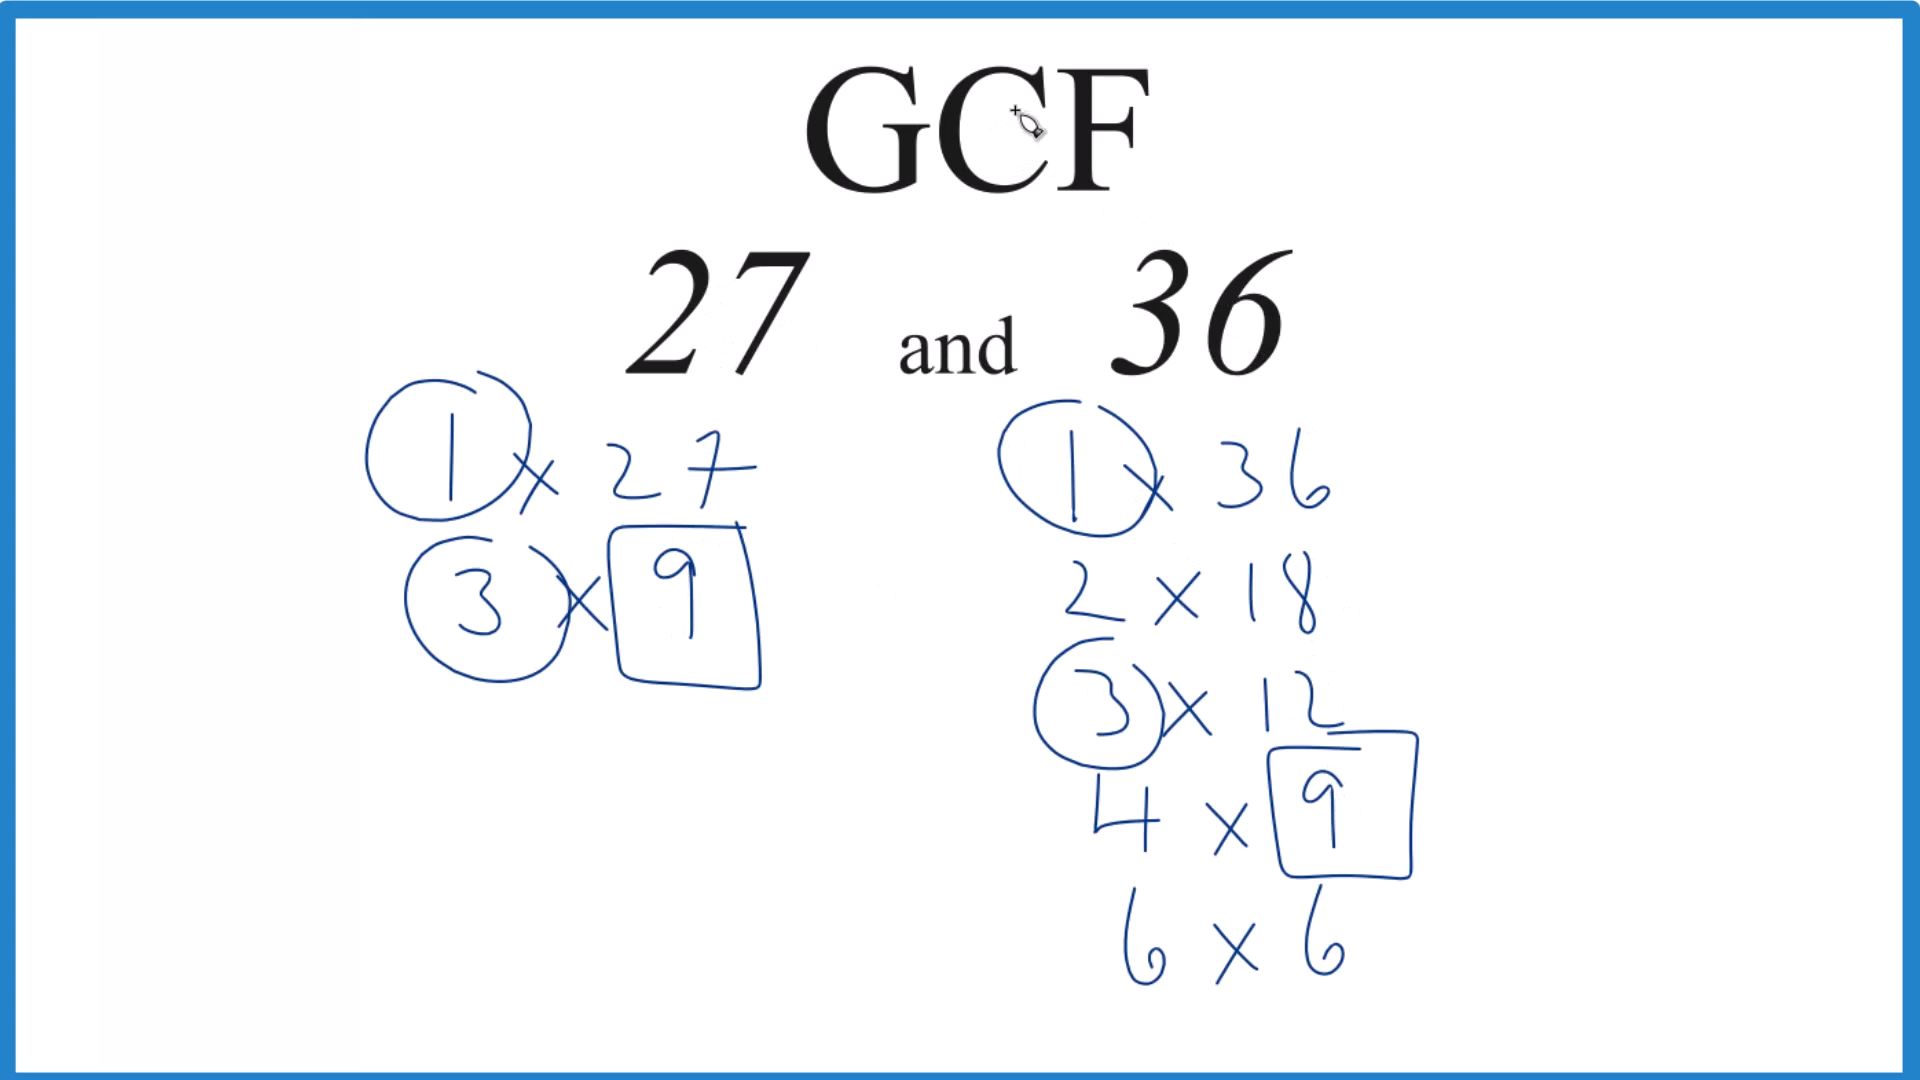 GCF
27 and 36
1 x 27
3 x 9
1 x 36
2 x 18
3 x 12
4 x 9
6 x 6